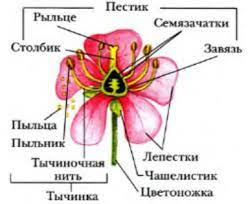 Пестик
Рыльце
Семязачатки
Столбик
Завязь
Пыльца
Пыльник
Лепестки
Тычиночная
нить
Чашелистик
Тычинка
Цветоножка